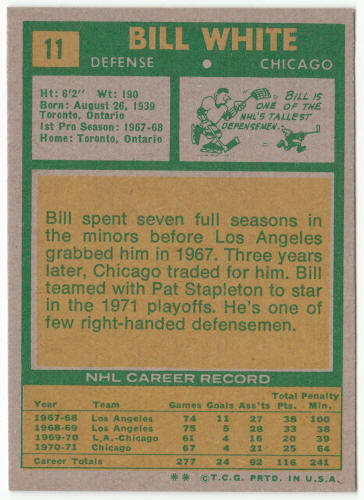 11 BILL WHITE
DEFENSE • CHICAGO
Ht: 6'2" Wt: 190
Born: August 26, 1939
Toronto, Ontario
1st Pro Season: 1967-68
Home: Toronto, Ontario
BILL IS
ONE OF THE
NHL'S TALLEST
DEFENSEMEN.
Bill spent seven full seasons in
the minors before Los Angeles
grabbed him in 1967. Three years
later, Chicago traded for him. Bill
teamed with Pat Stapleton to star
in the 1971 playoffs. He's one of
few right-handed defensemen.
NHL CAREER RECORD
Total Penalty
Year Team Games Goals Ass'ts Pts. Min.
1967-68 Los Angeles 74 11 27 38 100
1968-69 Los Angeles 75 5 28 33 38
1969-70 L.A.-Chicago 61 4 16 20 39
1970-71 Chicago 67 4 21 25 64
Career Totals 277 24 92 116 241
** © T.C.G. PRTD. IN U.S.A.